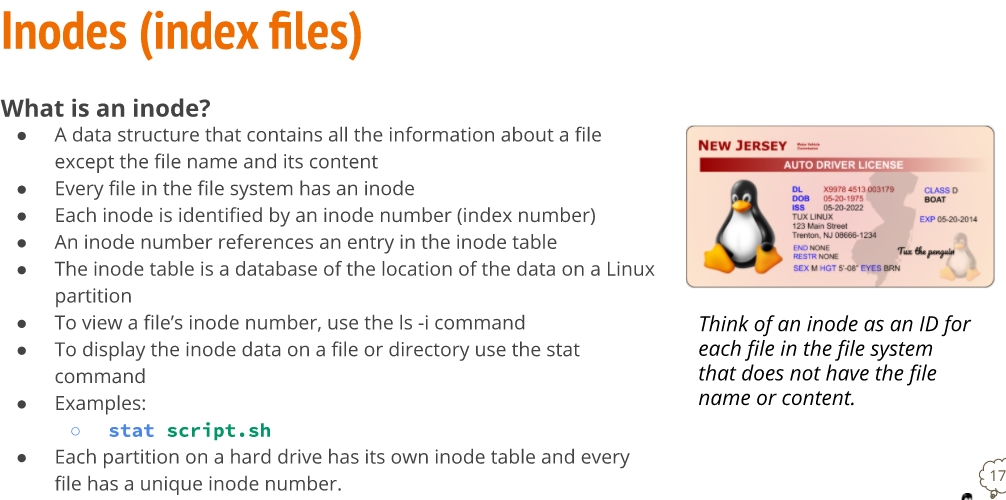 Inodes (index files)
What is an inode?
● A data structure that contains all the information about a file
except the file name and its content
● Every file in the file system has an inode
● Each inode is identified by an inode number (index number)
● An inode number references an entry in the inode table
● The inode table is a database of the location of the data on a Linux
partition
● To view a file’s inode number, use the ls -i command
● To display the inode data on a file or directory use the stat
command
● Examples:
○ stat script.sh
● Each partition on a hard drive has its own inode table and every
file has a unique inode number.
NEW JERSEY Motor Vehicle
Commission
AUTO DRIVER LICENSE
DL X9978 4513 003179
DOB 05-20-1975
ISS 05-20-2022
TUX LINUX
123 Main Street
Trenton, NJ 08666-1234
END NONE
RESTR NONE
SEX M HGT 5'-08" EYES BRN
CLASS D
BOAT
EXP 05-20-2014
Tux the penguin
Think of an inode as an ID for
each file in the file system
that does not have the file
name or content.
17